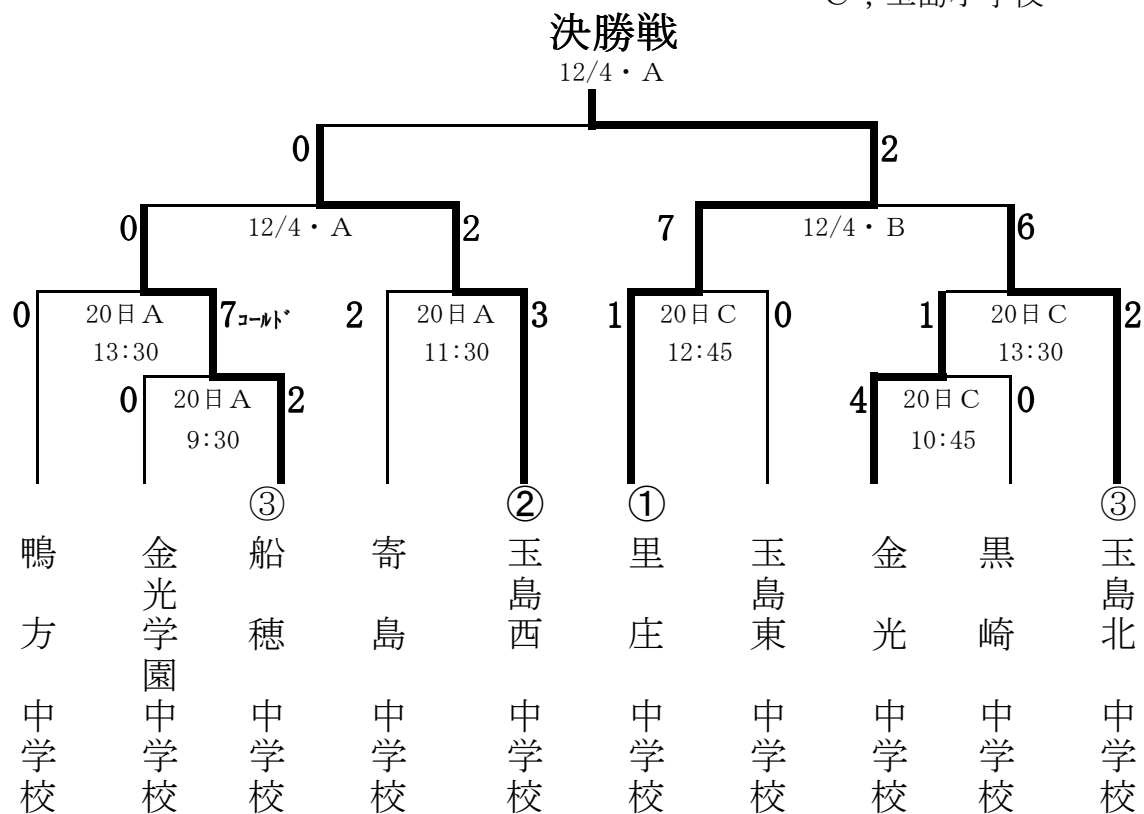 決勝戦
12/4・A
0
2
0
12/4・A
2
7
12/4・B
6
0
20日A
7コールド
2
20日A
3
1
20日C
0
1
20日C
2
13:30
11:30
12:45
13:30
0
20日A
2
4
20日C
0
9:30
10:45
③
②
①
③
鴨方中学校
金光学園中学校
船穂中学校
寄島中学校
玉島西中学校
里庄中学校
玉島東中学校
金光中学校
黒崎中学校
玉島北中学校